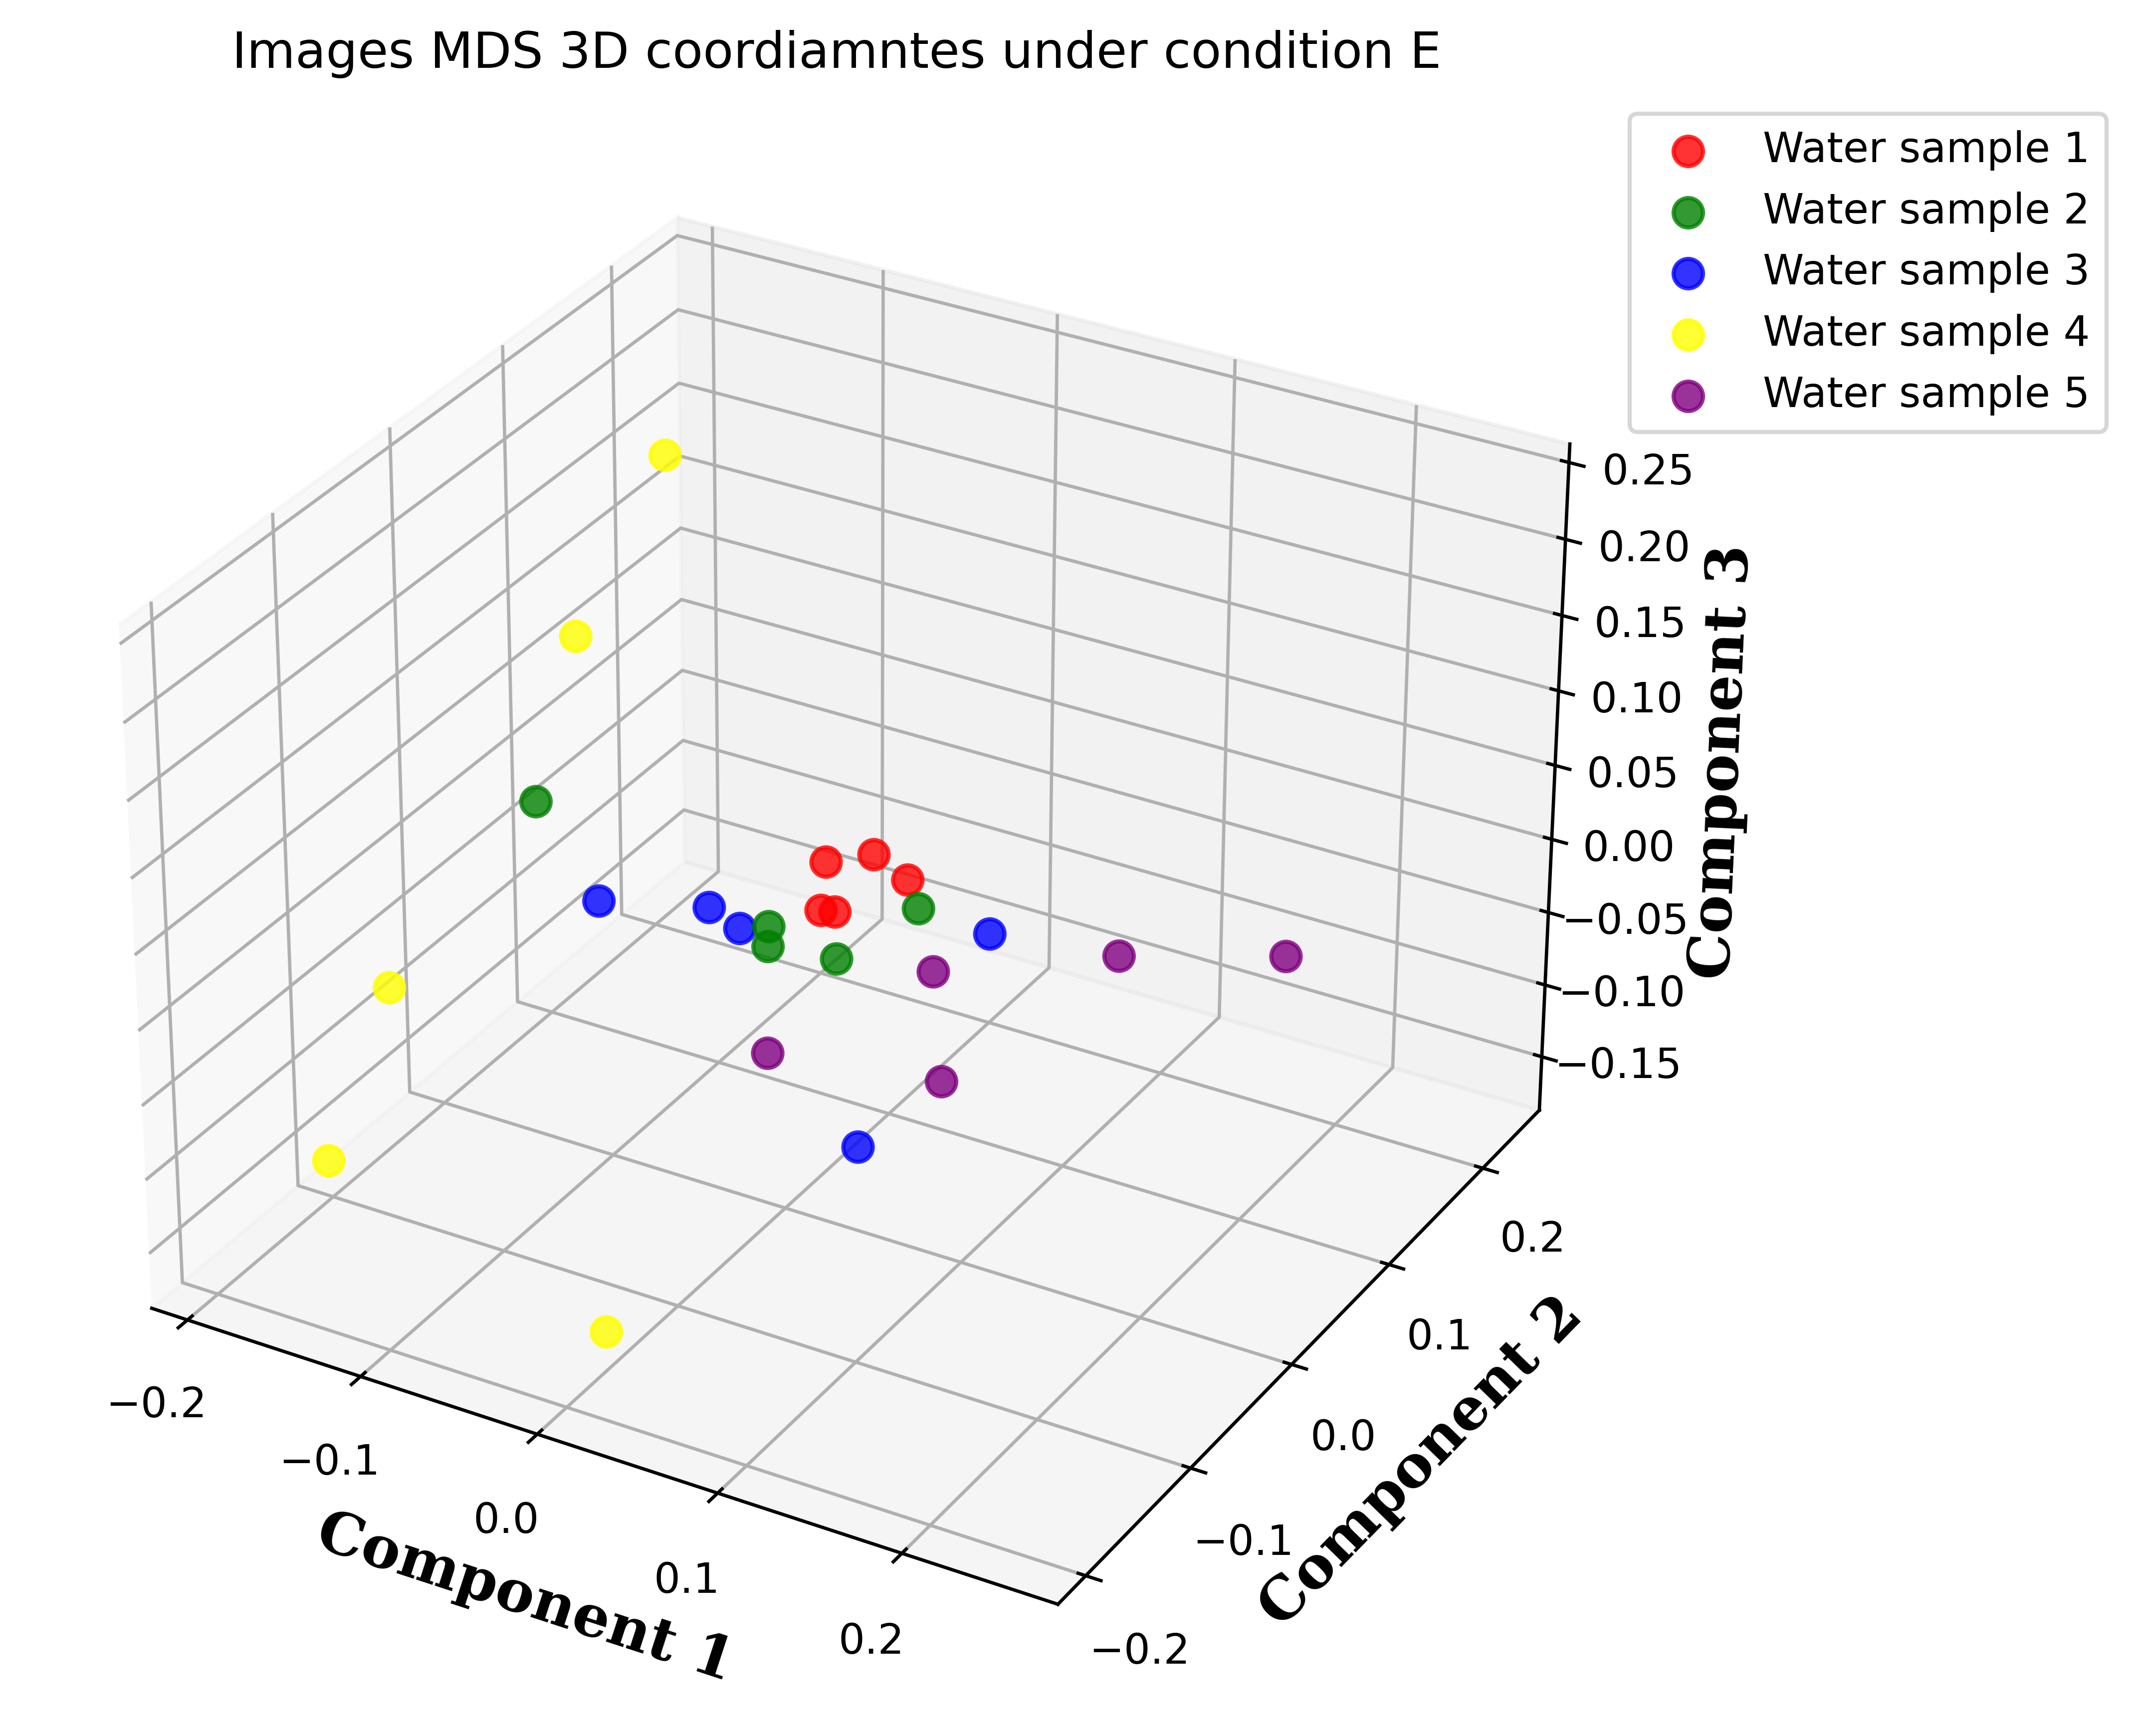 Images MDS 3D coordiamntes under condition E
Water sample 1
Water sample 2
Water sample 3
Water sample 4
Water sample 5
0.25
0.20
0.15
0.10
0.05
0.00
−0.05
−0.10
−0.15
Component 3
0.2
0.1
0.0
−0.1
−0.2
Component 2
−0.2
−0.1
0.0
0.1
0.2
Component 1